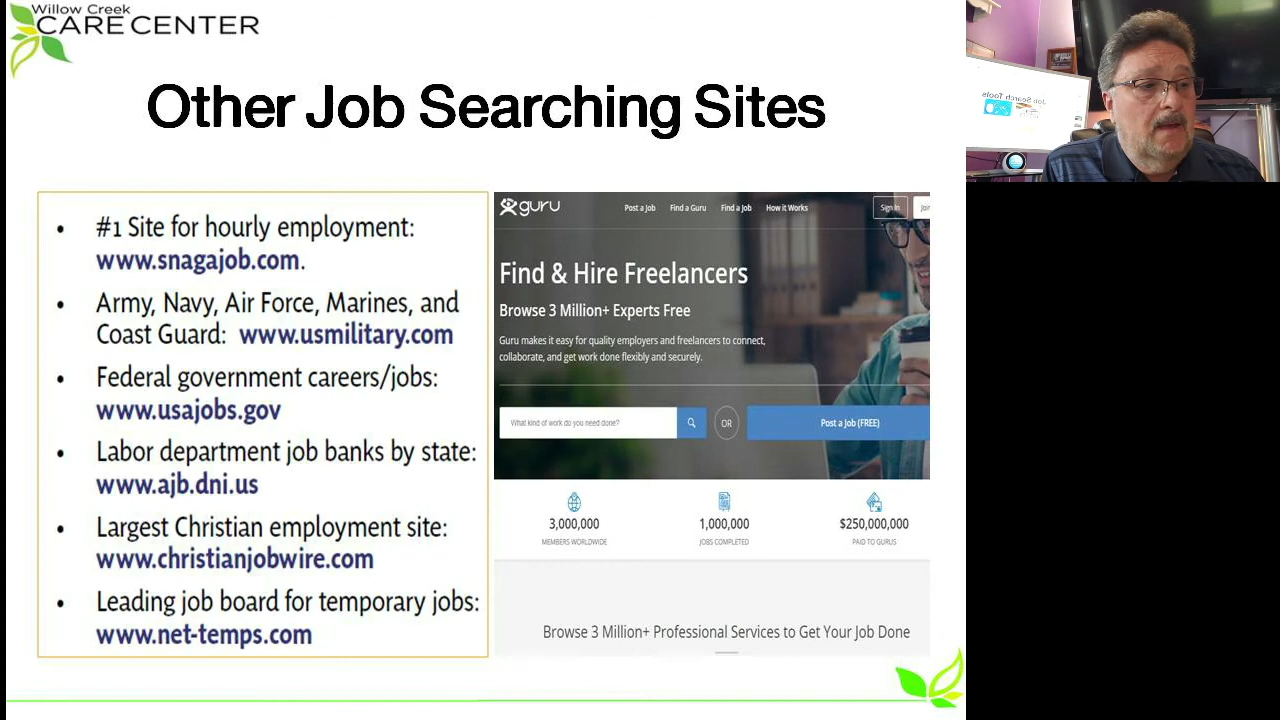 Willow Creek
CARE CENTER
Other Job Searching Sites
• #1 Site for hourly employment:
www.snagajob.com.
• Army, Navy, Air Force, Marines, and
Coast Guard: www.usmilitary.com
• Federal government careers/jobs:
www.usajobs.gov
• Labor department job banks by state:
www.ajb.dni.us
• Largest Christian employment site:
www.christianjobwire.com
• Leading job board for temporary jobs:
www.net-temps.com
guru
Post a Job Find a Guru Find a Job How it Works Sign In Joi
Find & Hire Freelancers
Browse 3 Million+ Experts Free
Guru makes it easy for quality employers and freelancers to connect,
collaborate, and get work done flexibly and securely.
What kind of work do you need done? OR Post a Job (FREE)
3,000,000 1,000,000 $250,000,000
MEMBERS WORLDWIDE JOBS COMPLETED PAID TO GURUS
Browse 3 Million+ Professional Services to Get Your Job Done
Job Search Tools